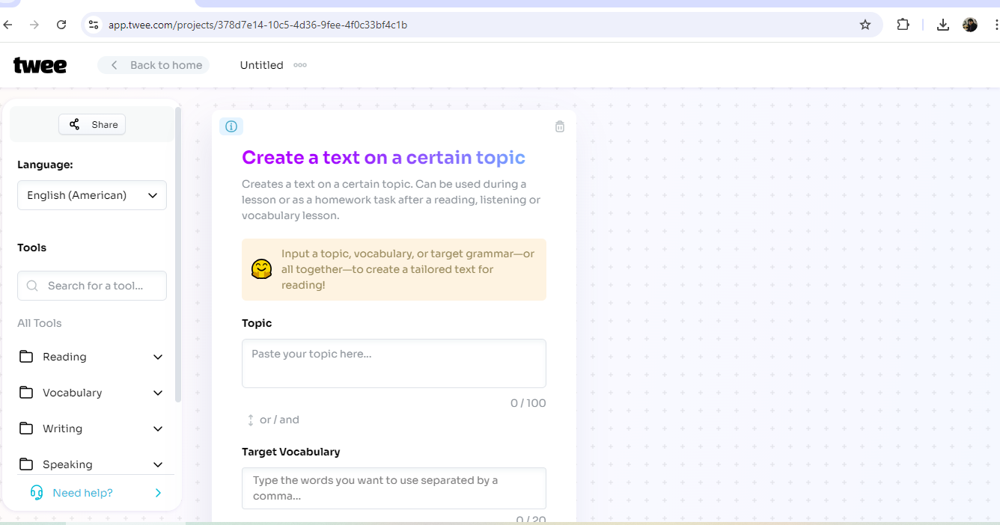 app.twee.com/projects/378d7e14-10c5-4d36-9fee-4f0c33bf4c1b
twee
Back to home
Untitled
Share
Language:
English (American)
Tools
Search for a tool...
All Tools
Reading
Vocabulary
Writing
Speaking
Need help?
Create a text on a certain topic
Creates a text on a certain topic. Can be used during a
lesson or as a homework task after a reading, listening or
vocabulary lesson.
Input a topic, vocabulary, or target grammar—or
all together—to create a tailored text for
reading!
Topic
Paste your topic here...
0 / 100
or / and
Target Vocabulary
Type the words you want to use separated by a
comma...
0 / 20